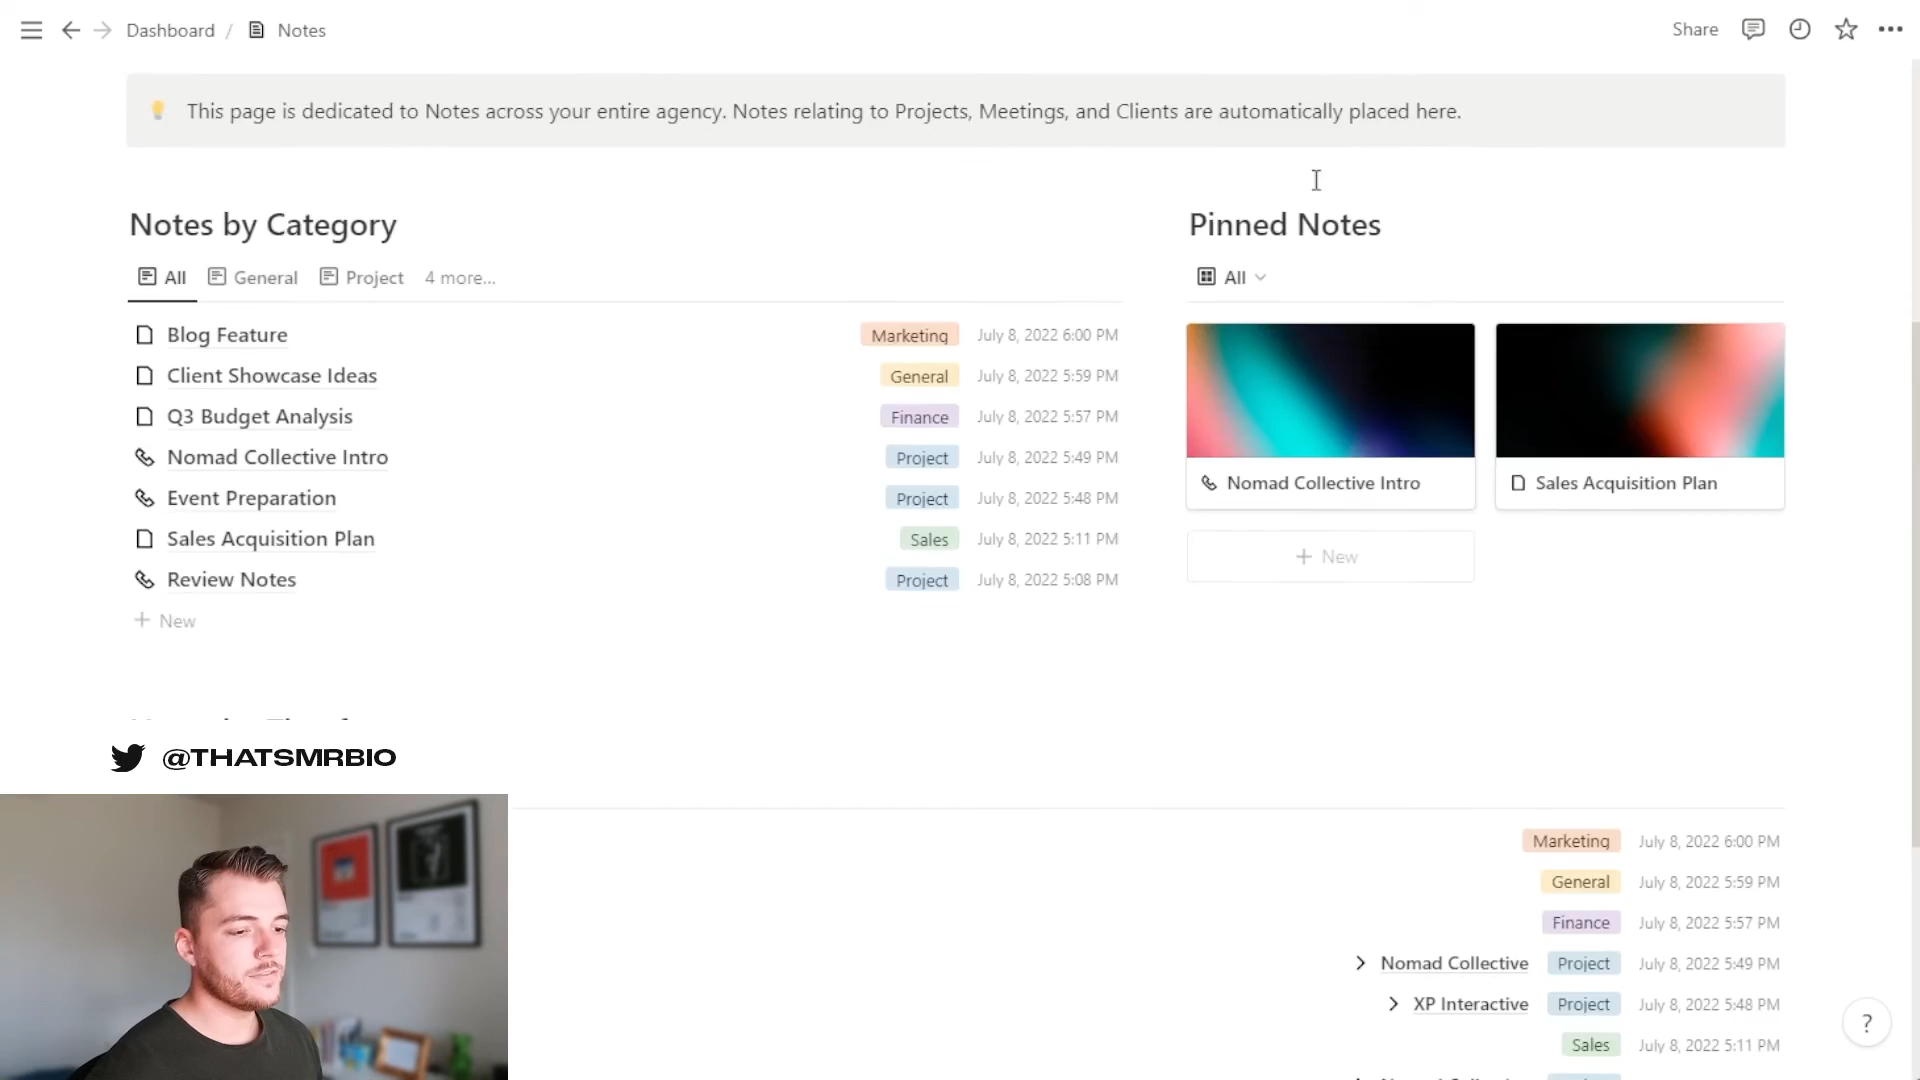 Dashboard / Notes
Share
This page is dedicated to Notes across your entire agency. Notes relating to Projects, Meetings, and Clients are automatically placed here.
Notes by Category
All General Project 4 more...
Blog Feature Marketing July 8, 2022 6:00 PM
Client Showcase Ideas General July 8, 2022 5:59 PM
Q3 Budget Analysis Finance July 8, 2022 5:57 PM
Nomad Collective Intro Project July 8, 2022 5:49 PM
Event Preparation Project July 8, 2022 5:48 PM
Sales Acquisition Plan Sales July 8, 2022 5:11 PM
Review Notes Project July 8, 2022 5:08 PM
+ New
Pinned Notes
All
Nomad Collective Intro
Sales Acquisition Plan
+ New
@THATSMRBIO
Marketing July 8, 2022 6:00 PM
General July 8, 2022 5:59 PM
Finance July 8, 2022 5:57 PM
Nomad Collective Project July 8, 2022 5:49 PM
XP Interactive Project July 8, 2022 5:48 PM
Sales July 8, 2022 5:11 PM
?